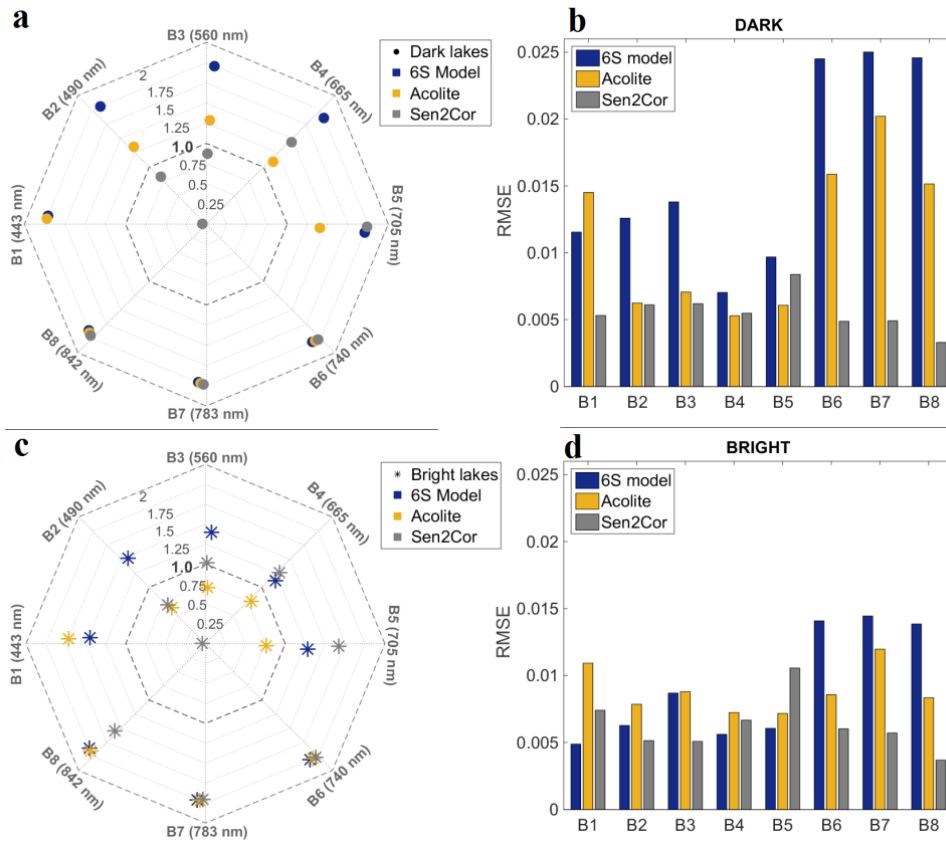 a
B3 (560 nm)
B2 (490 nm)
B4 (665 nm)
B1 (443 nm)
B5 (705 nm)
B8 (842 nm)
B6 (740 nm)
B7 (783 nm)
2
1.75
1.5
1.25
1.0
0.75
0.5
0.25
Dark lakes
6S Model
Acolite
Sen2Cor
b
DARK
6S Model
Acolite
Sen2Cor
RMSE
0.025
0.02
0.015
0.01
0.005
0
B1 B2 B3 B4 B5 B6 B7 B8
c
B3 (560 nm)
B2 (490 nm)
B4 (665 nm)
B1 (443 nm)
B5 (705 nm)
B8 (842 nm)
B6 (740 nm)
B7 (783 nm)
2
1.75
1.5
1.25
1.0
0.75
0.5
0.25
Bright lakes
6S Model
Acolite
Sen2Cor
d
BRIGHT
6S model
Acolite
Sen2Cor
RMSE
0.025
0.02
0.015
0.01
0.005
0
B1 B2 B3 B4 B5 B6 B7 B8